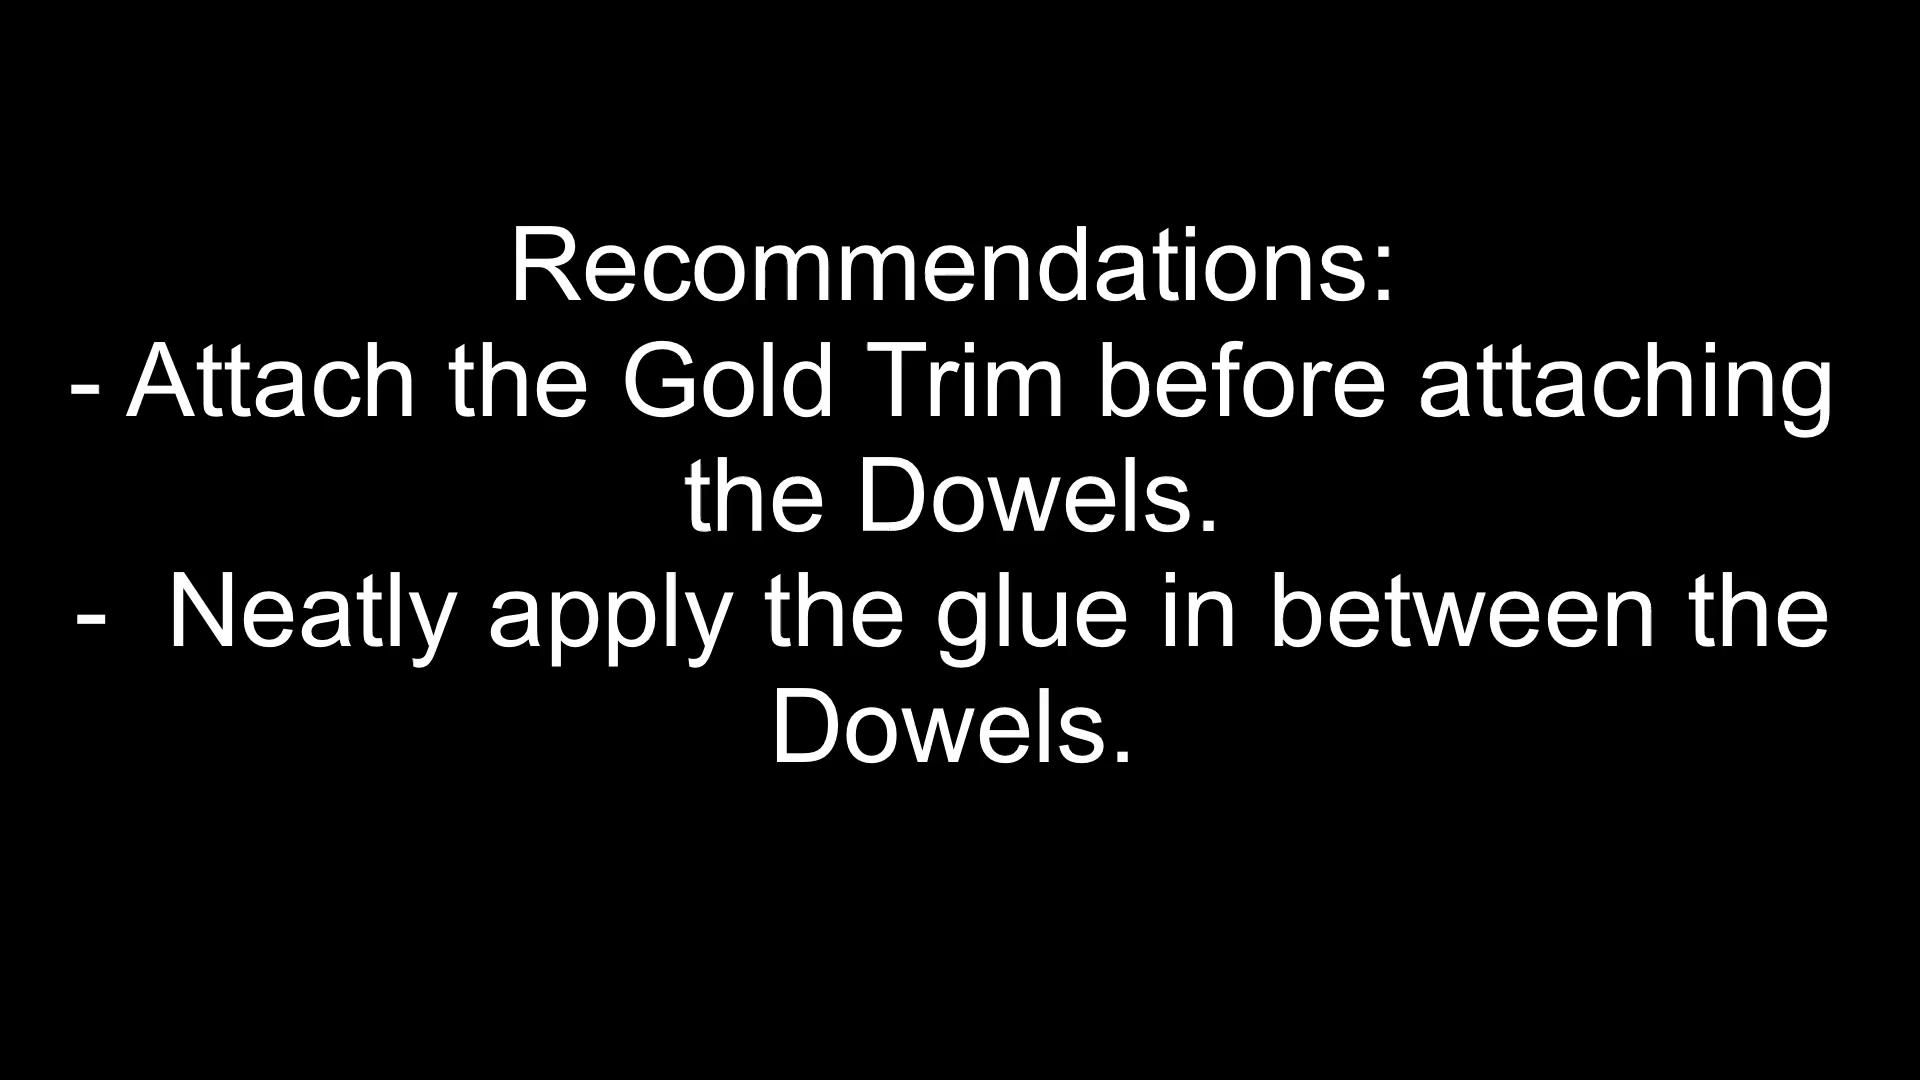 Recommendations:
- Attach the Gold Trim before attaching
the Dowels.
-  Neatly apply the glue in between the
Dowels.